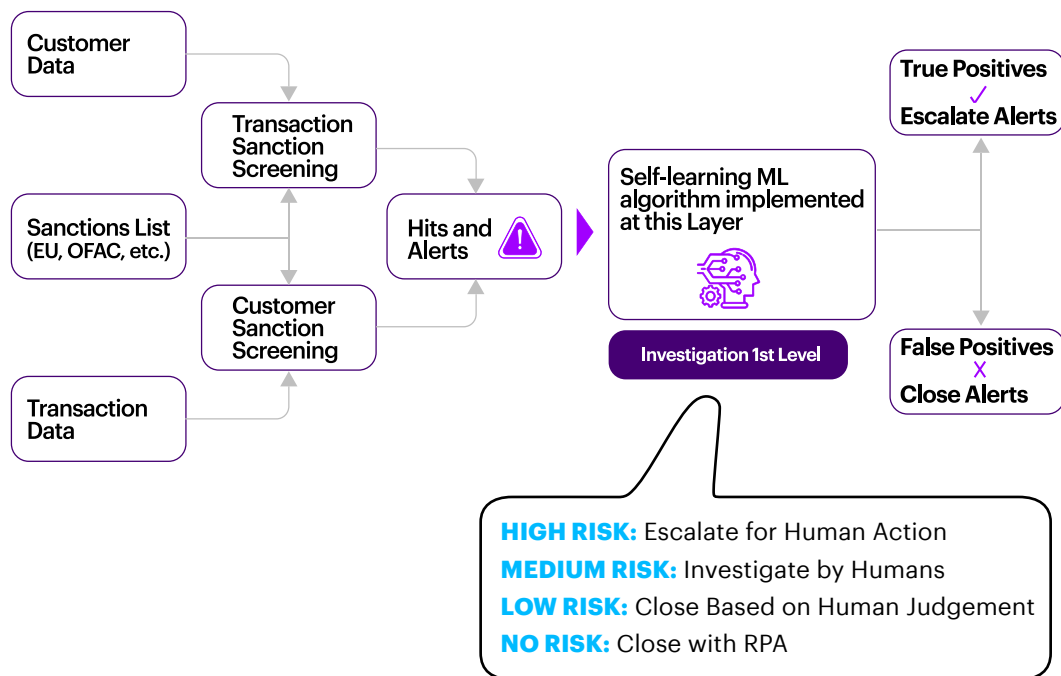 Customer
Data
Transaction
Sanction
Screening
Sanctions List
(EU, OFAC, etc.)
Customer
Sanction
Screening
Transaction
Data
Hits and
Alerts
!
Self-learning ML
algorithm implemented
at this Layer
Investigation 1st Level
True Positives
✓
Escalate Alerts
False Positives
X
Close Alerts
HIGH RISK: Escalate for Human Action
MEDIUM RISK: Investigate by Humans
LOW RISK: Close Based on Human Judgement
NO RISK: Close with RPA